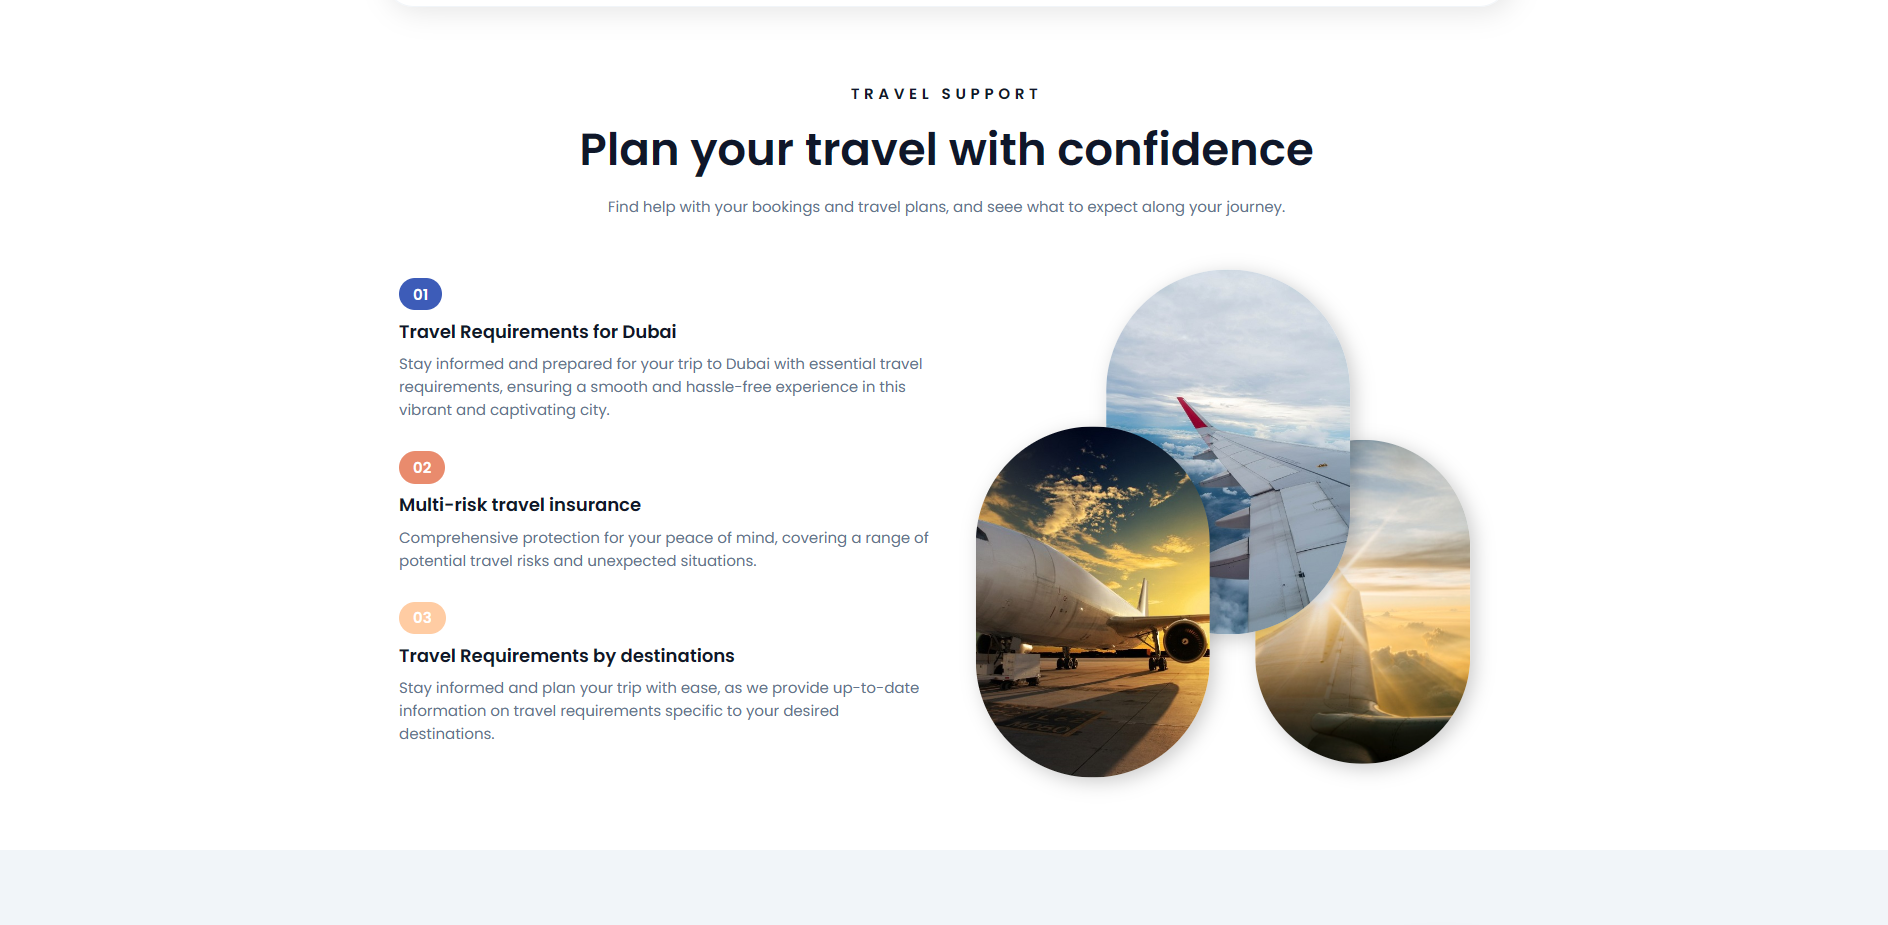 TRAVEL SUPPORT
Plan your travel with confidence
Find help with your bookings and travel plans, and seee what to expect along your journey.
01
Travel Requirements for Dubai
Stay informed and prepared for your trip to Dubai with essential travel
requirements, ensuring a smooth and hassle-free experience in this
vibrant and captivating city.
02
Multi-risk travel insurance
Comprehensive protection for your peace of mind, covering a range of
potential travel risks and unexpected situations.
03
Travel Requirements by destinations
Stay informed and plan your trip with ease, as we provide up-to-date
information on travel requirements specific to your desired
destinations.